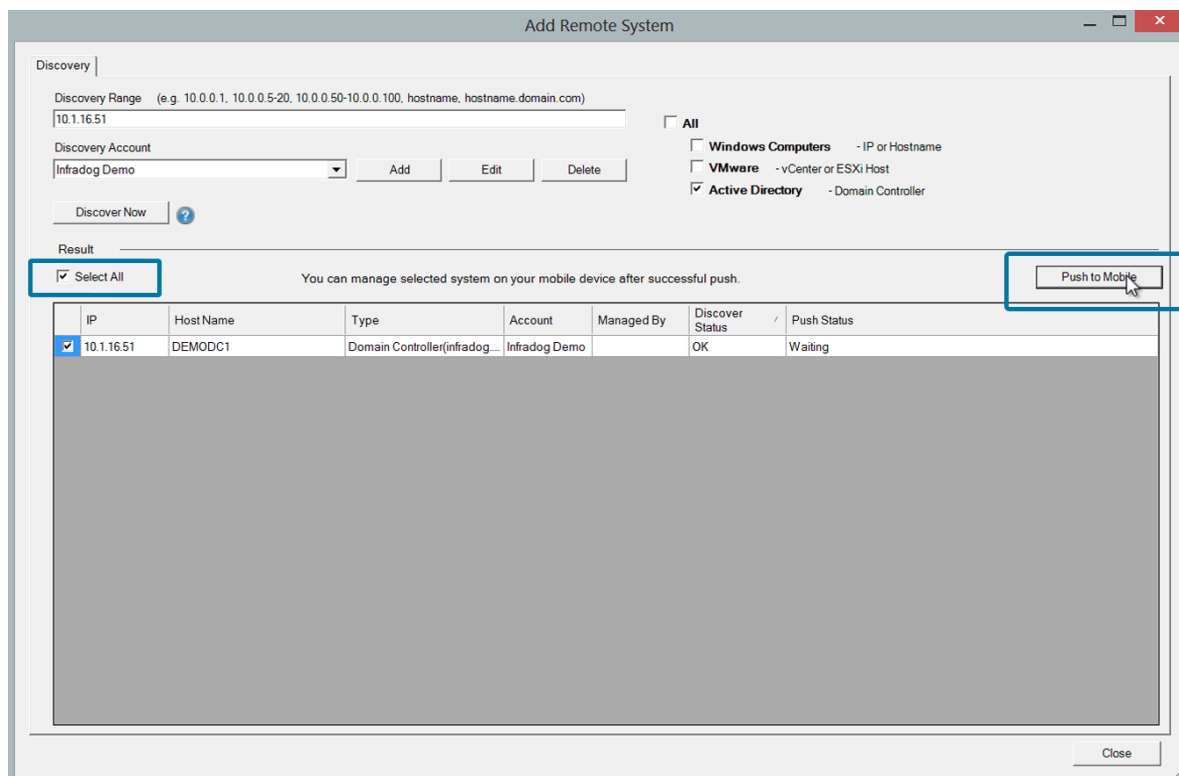 Add Remote System
Discovery
Discovery Range (e.g. 10.0.0.1, 10.0.0.5-20, 10.0.0.50-10.0.0.100, hostname, hostname.domain.com)
10.1.16.51
All
Discovery Account
Windows Computers - IP or Hostname
Infradog Demo Add Edit Delete
VMware - vCenter or ESXi Host
Active Directory - Domain Controller
Discover Now ?
Result
Select All You can manage selected system on your mobile device after successful push. Push to Mobile
IP Host Name Type Account Managed By Discover Status / Push Status
10.1.16.51 DEMODC1 Domain Controller(infradog.... Infradog Demo OK Waiting
Close